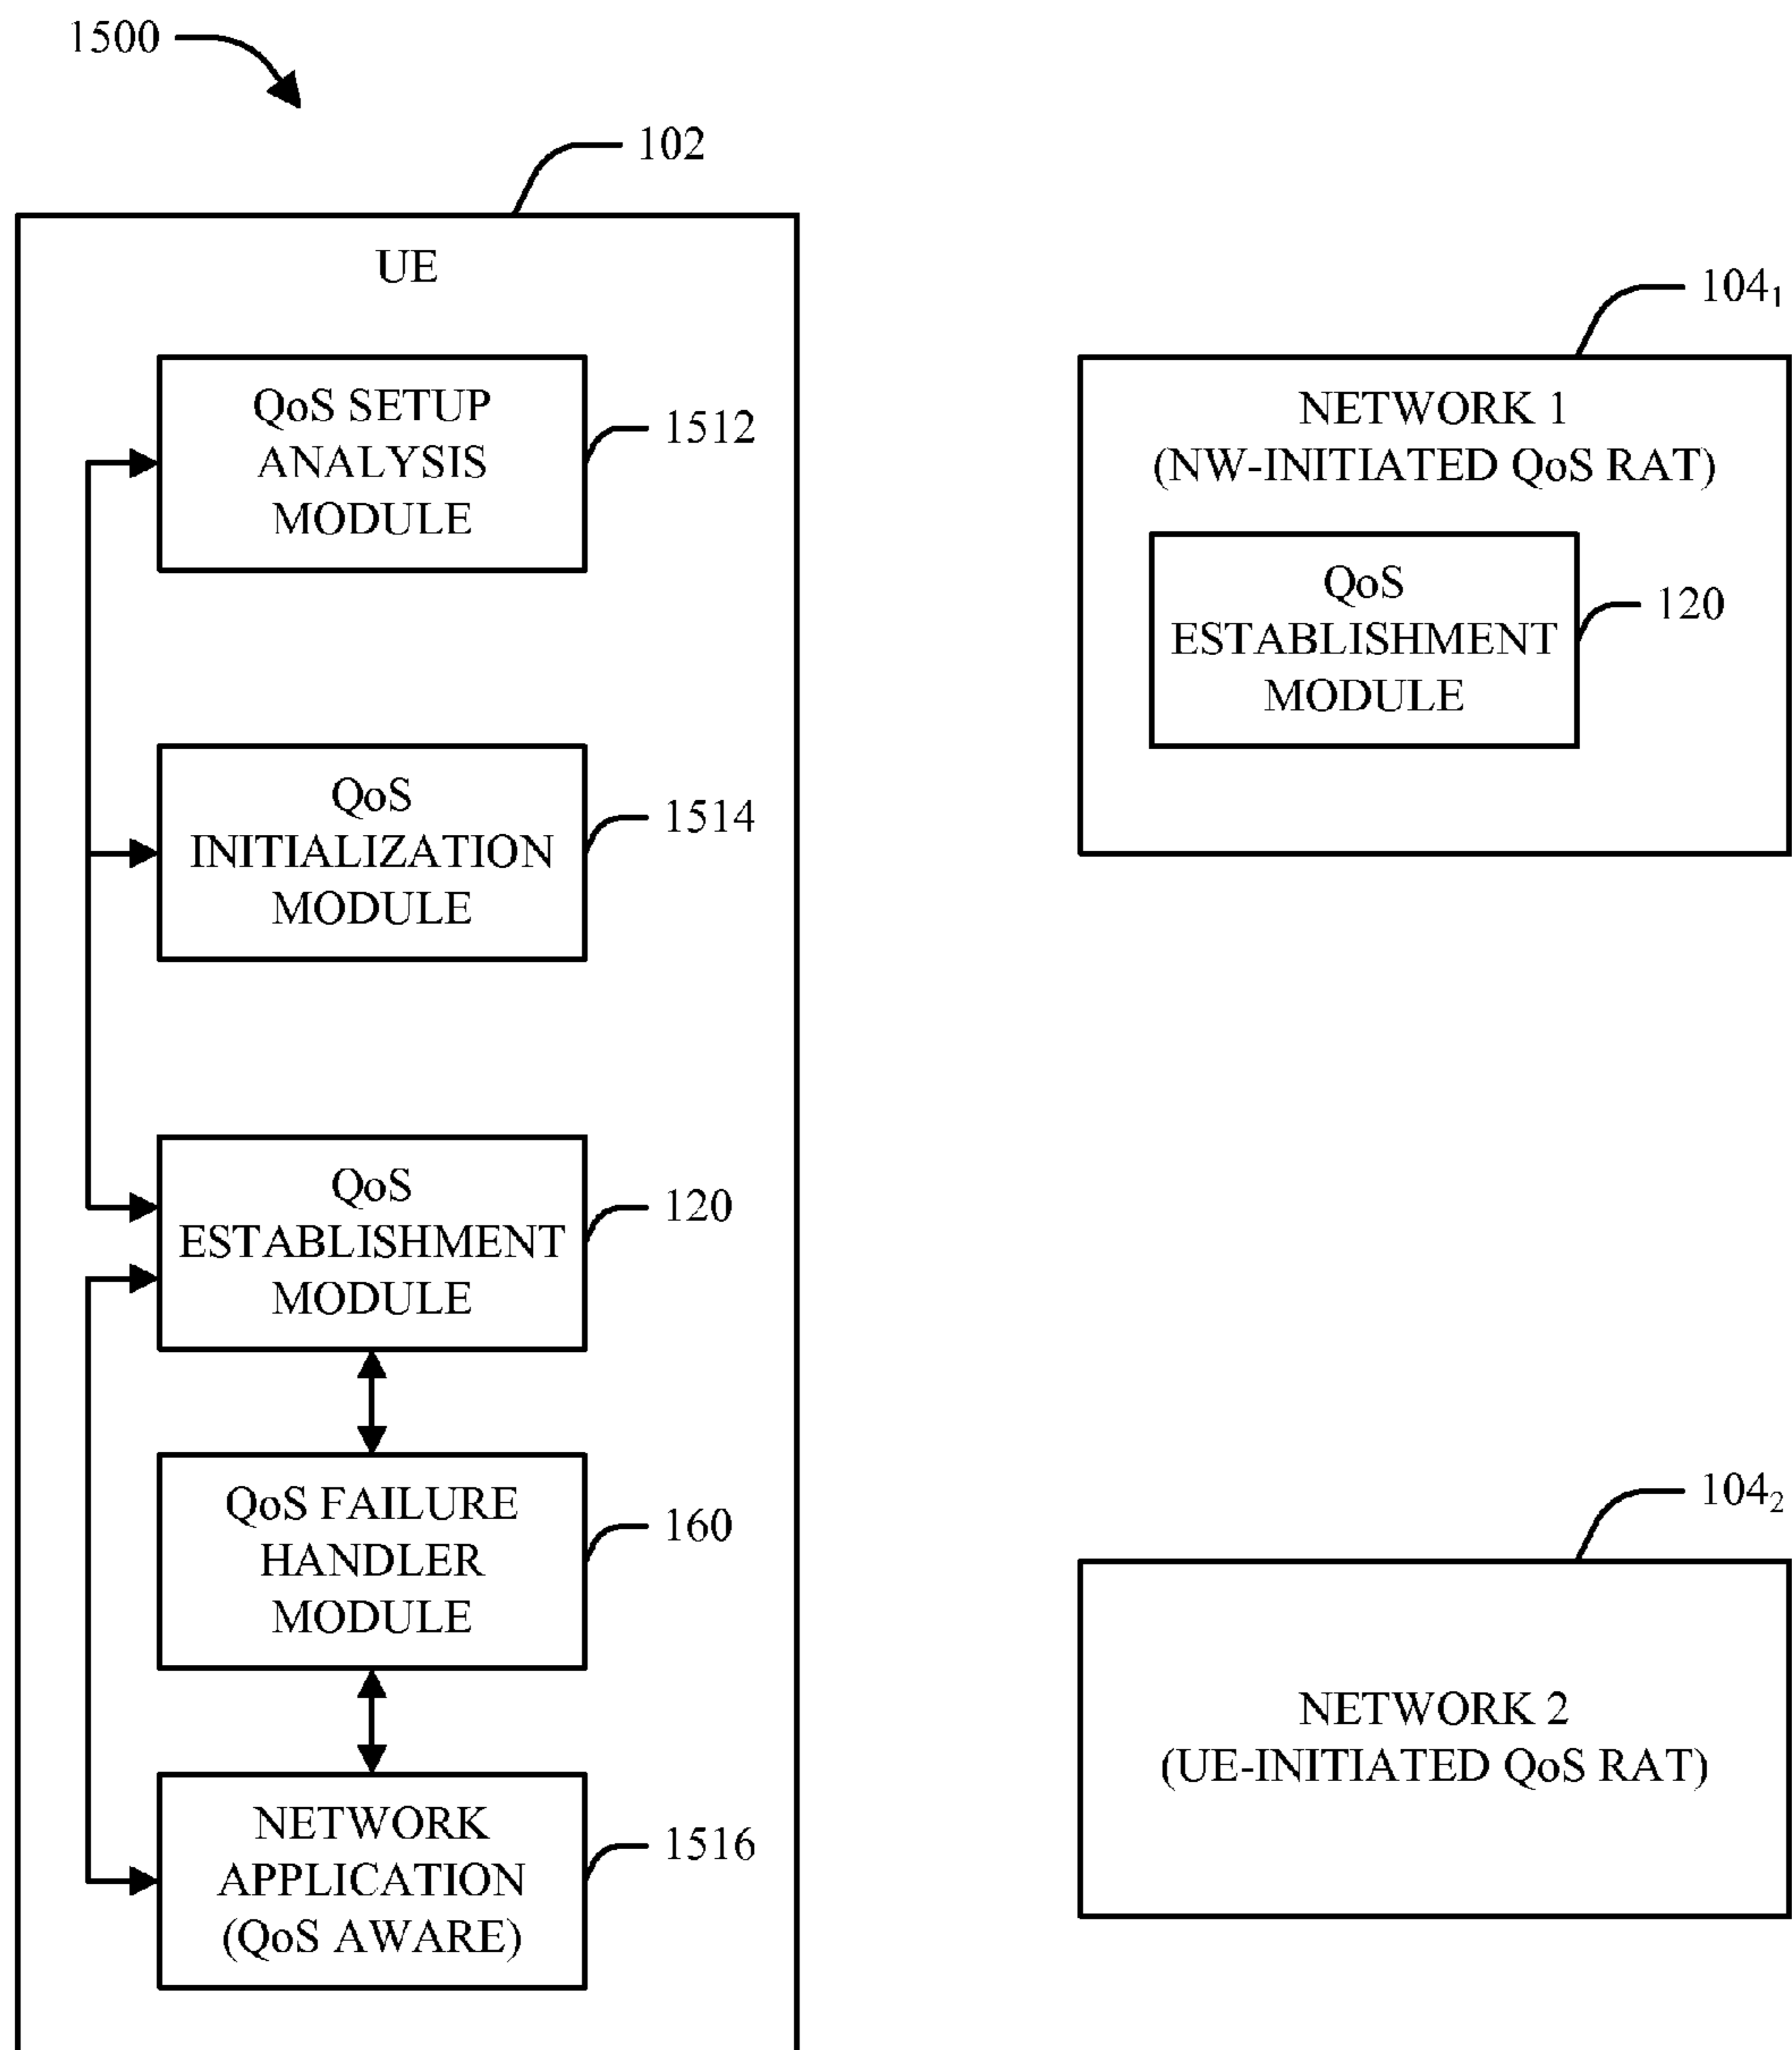 1500
102
UE
QoS SETUP
ANALYSIS
MODULE
1512
QoS
INITIALIZATION
MODULE
1514
QoS
ESTABLISHMENT
MODULE
120
QoS FAILURE
HANDLER
MODULE
160
NETWORK
APPLICATION
(QoS AWARE)
1516
104₁
NETWORK 1
(NW-INITIATED QoS RAT)
QoS
ESTABLISHMENT
MODULE
120
104₂
NETWORK 2
(UE-INITIATED QoS RAT)